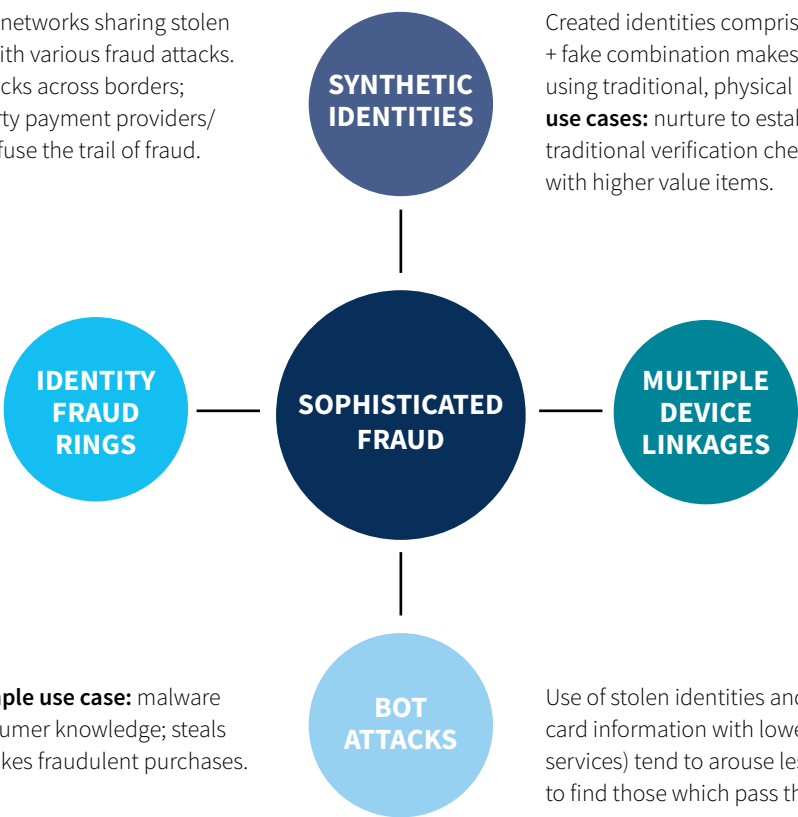 networks sharing stolen
ith various fraud attacks.
cks across borders;
rty payment providers/
fuse the trail of fraud.
SYNTHETIC
IDENTITIES
Created identities compris
+ fake combination makes
using traditional, physical
use cases: nurture to estal
traditional verification che
with higher value items.
IDENTITY
FRAUD
RINGS
SOPHISTICATED
FRAUD
MULTIPLE
DEVICE
LINKAGES
ple use case: malware
umer knowledge; steals
kes fraudulent purchases.
BOT
ATTACKS
Use of stolen identities and
card information with lowe
services) tend to arouse les
to find those which pass th